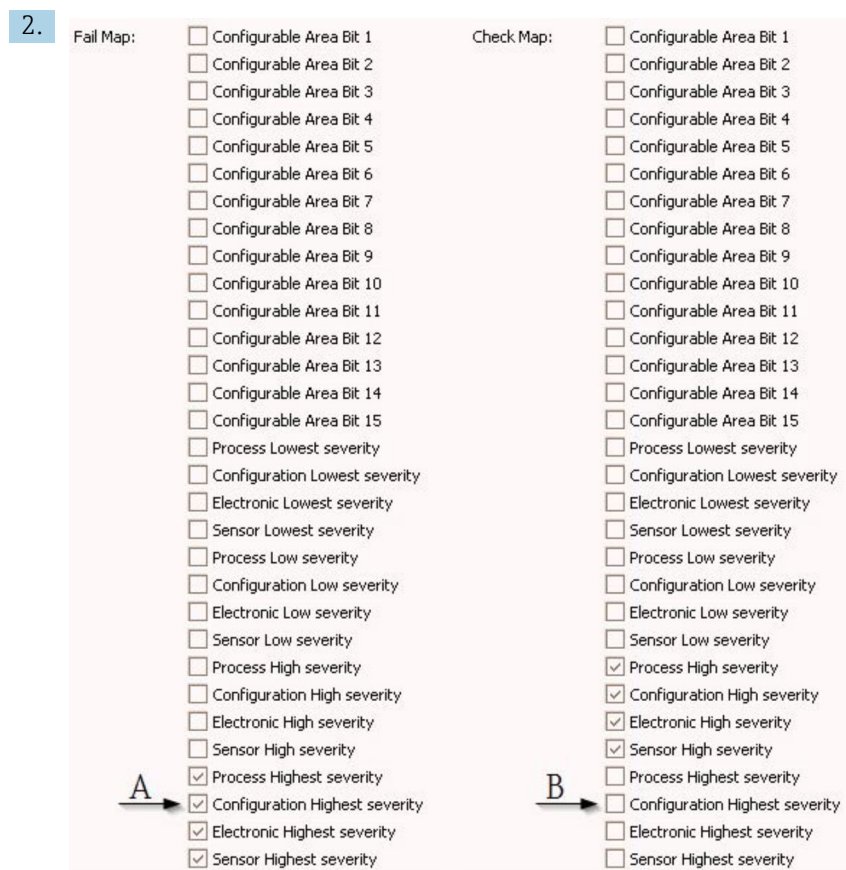 2.
Fail Map: Configurable Area Bit 1 Check Map: Configurable Area Bit 1
Configurable Area Bit 2 Configurable Area Bit 2
Configurable Area Bit 3 Configurable Area Bit 3
Configurable Area Bit 4 Configurable Area Bit 4
Configurable Area Bit 5 Configurable Area Bit 5
Configurable Area Bit 6 Configurable Area Bit 6
Configurable Area Bit 7 Configurable Area Bit 7
Configurable Area Bit 8 Configurable Area Bit 8
Configurable Area Bit 9 Configurable Area Bit 9
Configurable Area Bit 10 Configurable Area Bit 10
Configurable Area Bit 11 Configurable Area Bit 11
Configurable Area Bit 12 Configurable Area Bit 12
Configurable Area Bit 13 Configurable Area Bit 13
Configurable Area Bit 14 Configurable Area Bit 14
Configurable Area Bit 15 Configurable Area Bit 15
Process Lowest severity Process Lowest severity
Configuration Lowest severity Configuration Lowest severity
Electronic Lowest severity Electronic Lowest severity
Sensor Lowest severity Sensor Lowest severity
Process Low severity Process Low severity
Configuration Low severity Configuration Low severity
Electronic Low severity Electronic Low severity
Sensor Low severity Sensor Low severity
Process High severity Process High severity
Configuration High severity Configuration High severity
Electronic High severity Electronic High severity
Sensor High severity Sensor High severity
Process Highest severity Process Highest severity
A Configuration Highest severity B Configuration Highest severity
Electronic Highest severity Electronic Highest severity
Sensor Highest severity Sensor Highest severity